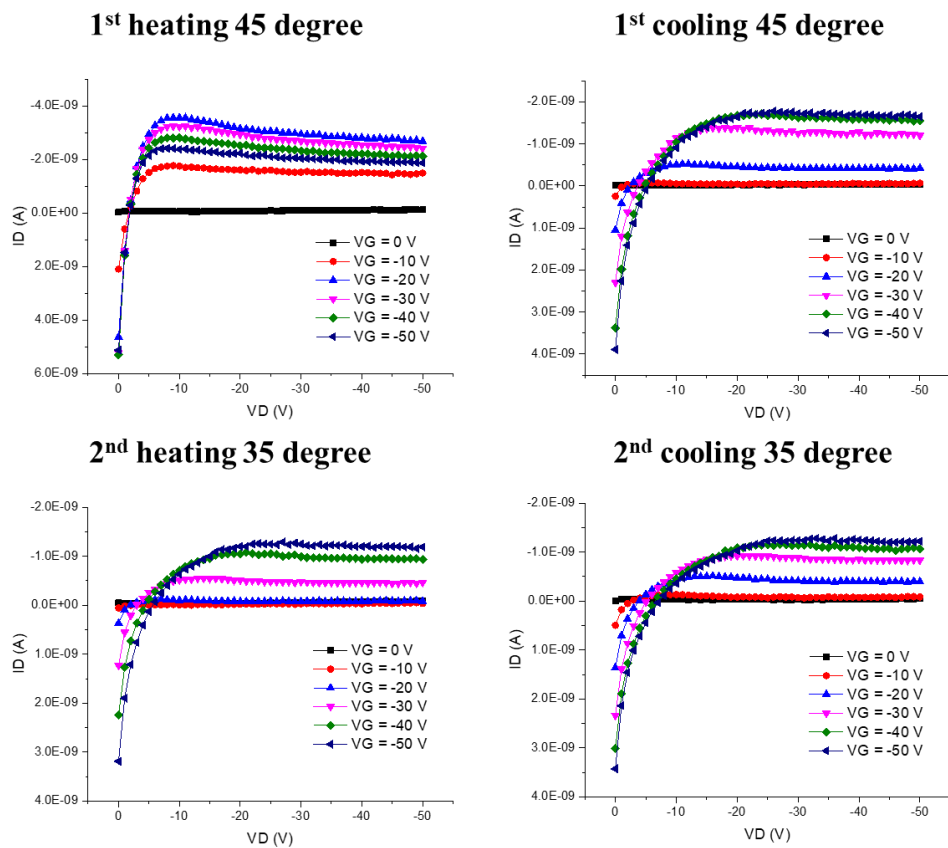 1st heating 45 degree
-4.0E-09
-2.0E-09
0.0E+00
2.0E-09
4.0E-09
6.0E-09
ID (A)
VG = 0 V
VG = -10 V
VG = -20 V
VG = -30 V
VG = -40 V
VG = -50 V
0
-10
-20
-30
-40
-50
VD (V)
1st cooling 45 degree
-2.0E-09
-1.0E-09
0.0E+00
1.0E-09
2.0E-09
3.0E-09
4.0E-09
ID (A)
VG = 0 V
VG = -10 V
VG = -20 V
VG = -30 V
VG = -40 V
VG = -50 V
0
-10
-20
-30
-40
-50
VD (V)
2nd heating 35 degree
-2.0E-09
-1.0E-09
0.0E+00
1.0E-09
2.0E-09
3.0E-09
4.0E-09
ID (A)
VG = 0 V
VG = -10 V
VG = -20 V
VG = -30 V
VG = -40 V
VG = -50 V
0
-10
-20
-30
-40
-50
VD (V)
2nd cooling 35 degree
-2.0E-09
-1.0E-09
0.0E+00
1.0E-09
2.0E-09
3.0E-09
4.0E-09
ID (A)
VG = 0 V
VG = -10 V
VG = -20 V
VG = -30 V
VG = -40 V
VG = -50 V
0
-10
-20
-30
-40
-50
VD (V)